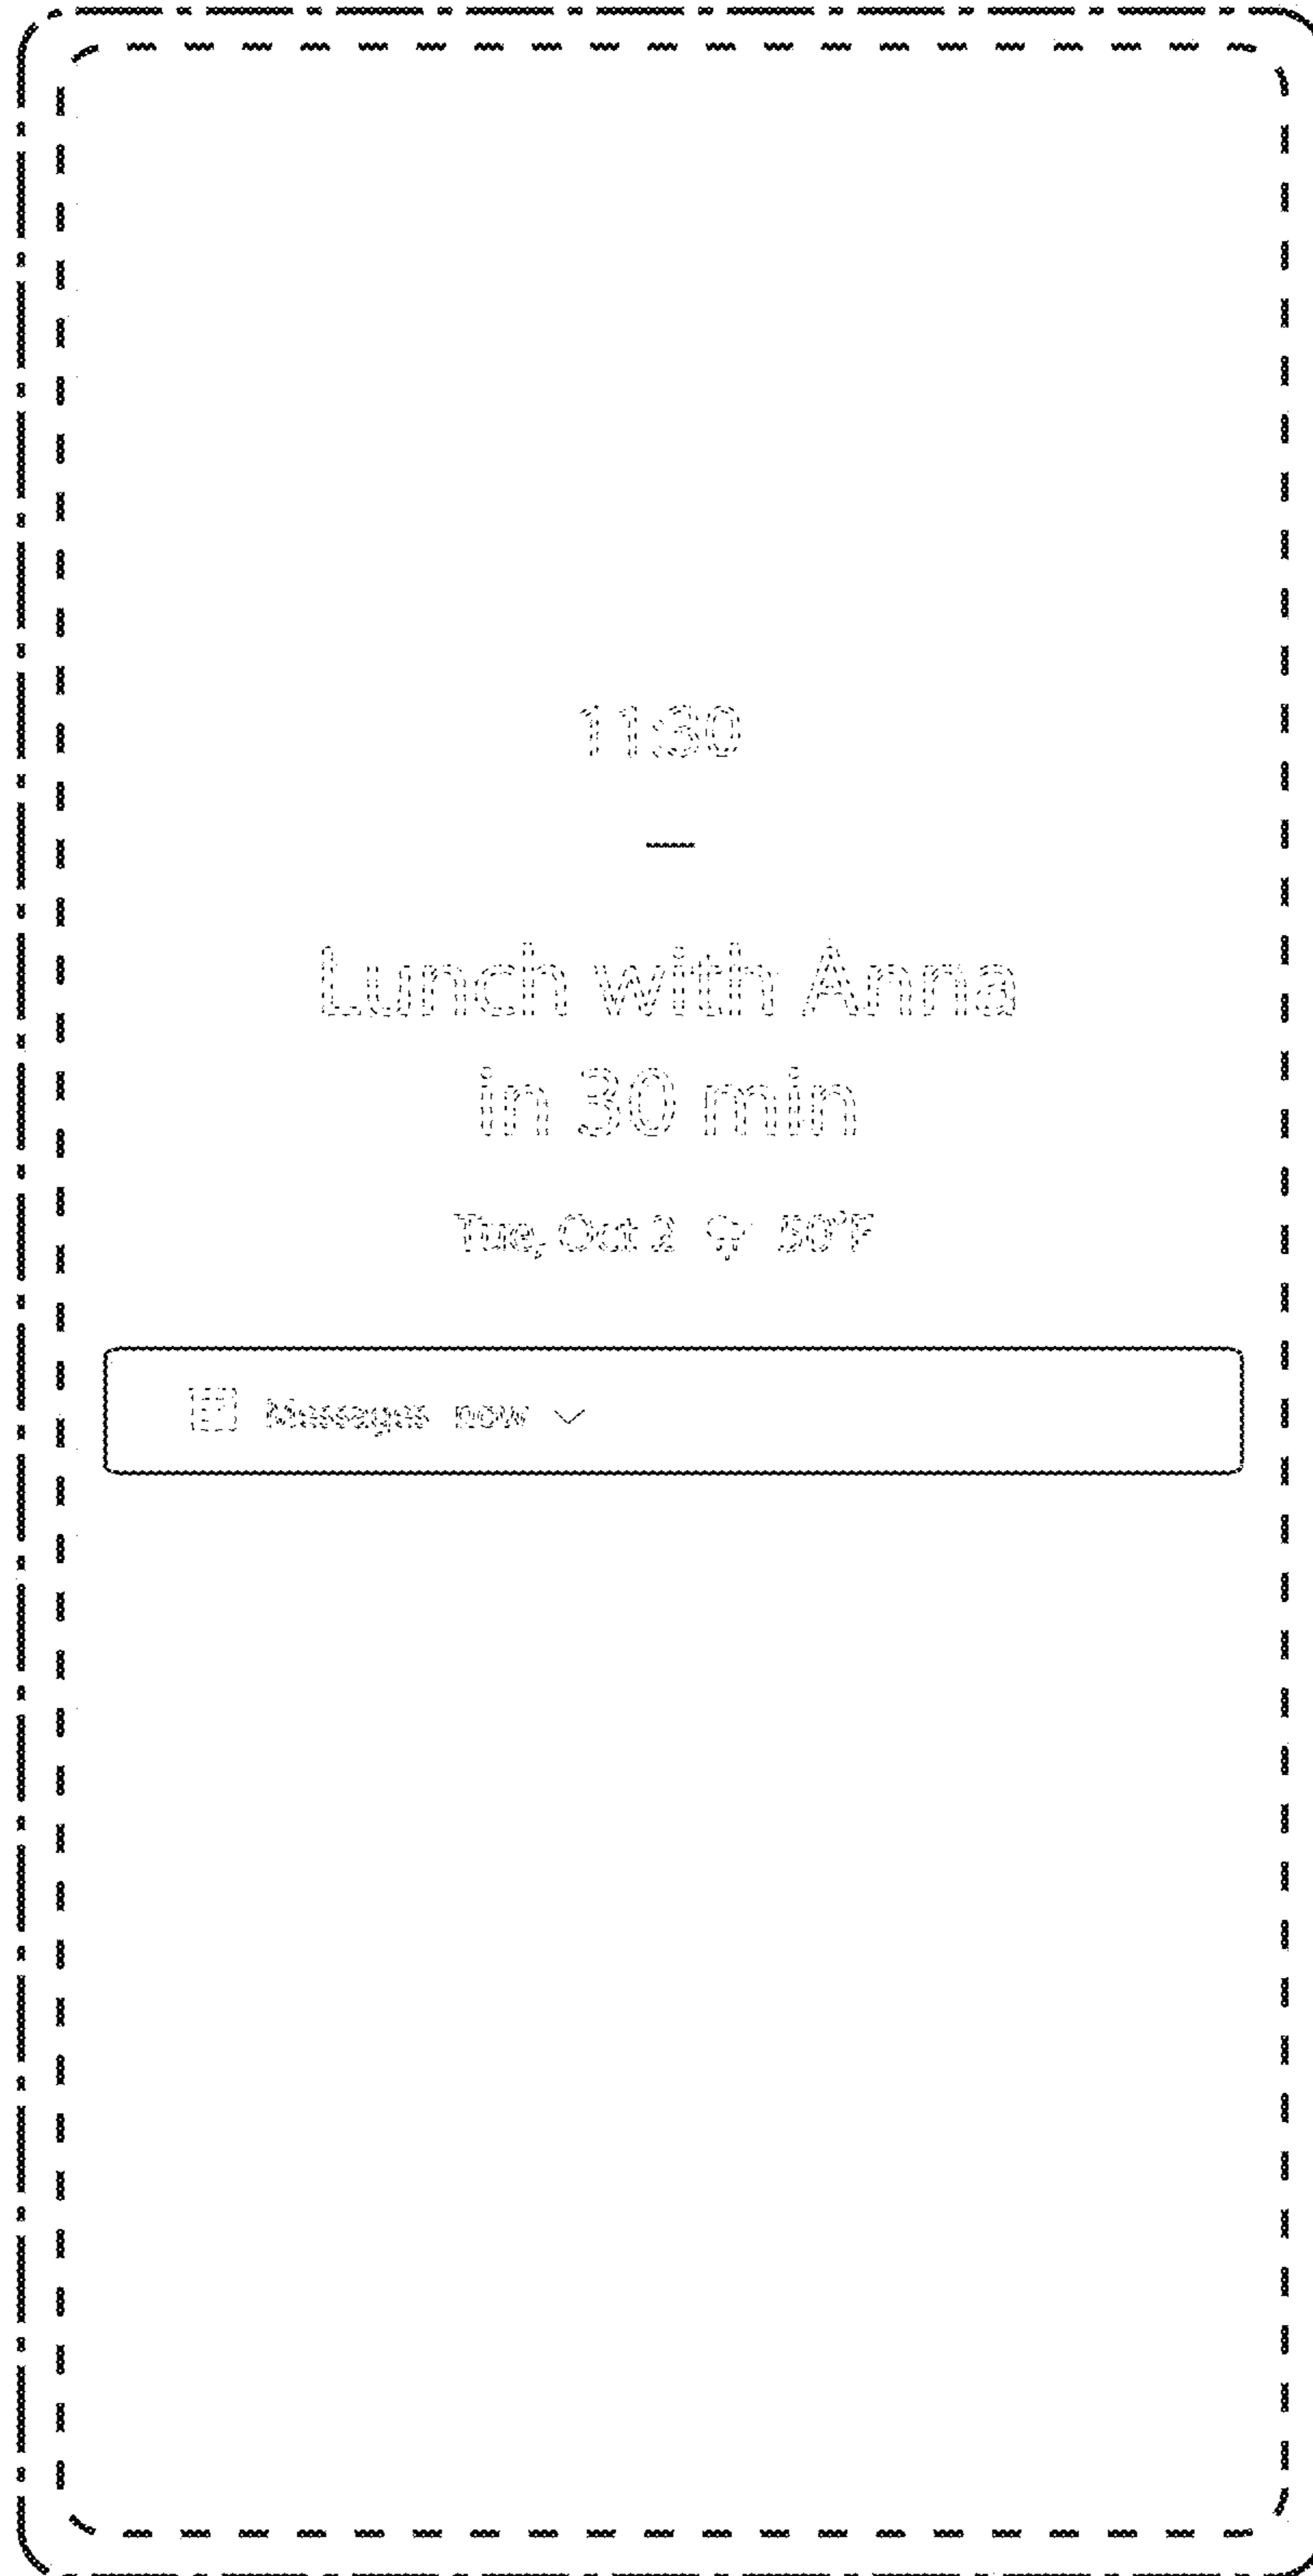 11:30
Lunch with Anna
in 30 min
Tue, Oct 2 50°F
Messages now